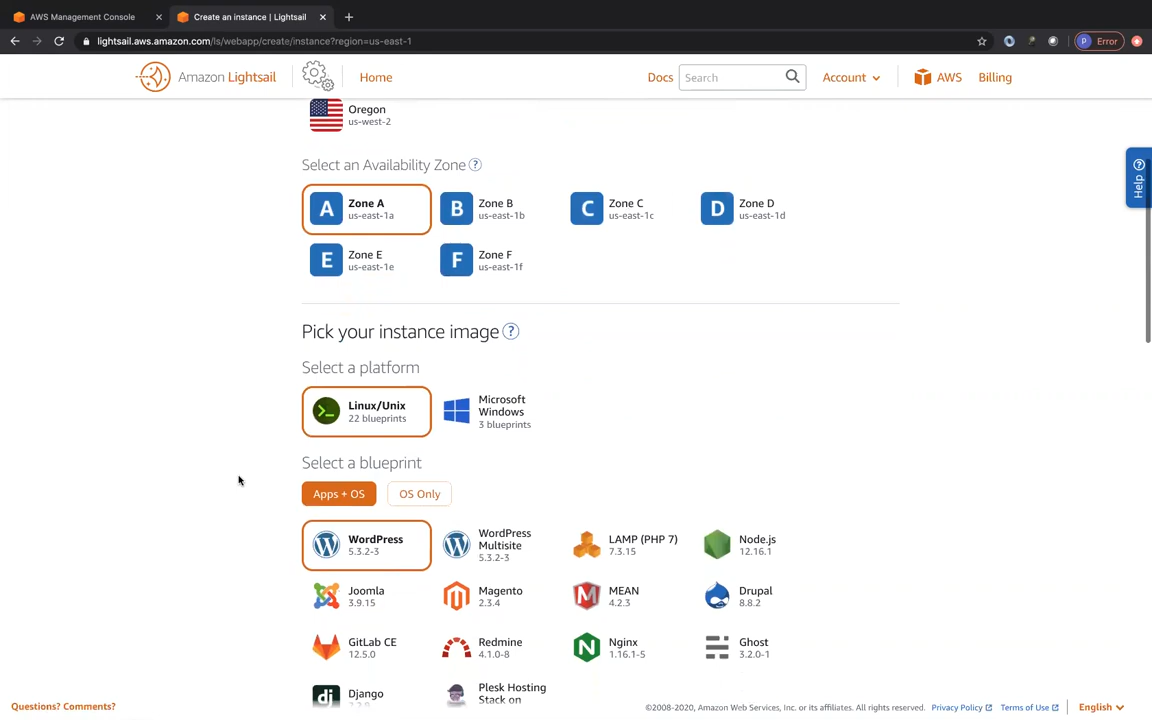 AWS Management Console
Create an instance | Lightsail
lightsail.aws.amazon.com/ls/webapp/create/instance?region=us-east-1
P
Error
Amazon Lightsail
Home
Docs
Search
Account
AWS
Billing
Help
Oregon
us-west-2
Select an Availability Zone
A
Zone A
us-east-1a
B
Zone B
us-east-1b
C
Zone C
us-east-1c
D
Zone D
us-east-1d
E
Zone E
us-east-1e
F
Zone F
us-east-1f
Pick your instance image
Select a platform
Linux/Unix
22 blueprints
Microsoft
Windows
3 blueprints
Select a blueprint
Apps + OS
OS Only
WordPress
5.3.2-3
WordPress
Multisite
5.3.2-3
LAMP (PHP 7)
7.3.15
Node.js
12.16.1
Joomla
3.9.15
Magento
2.3.4
MEAN
4.2.3
Drupal
8.8.2
GitLab CE
12.5.0
Redmine
4.1.0-8
Nginx
1.16.1-5
Ghost
3.2.0-1
dj
Django
Plesk Hosting
Stack on
Questions? Comments?
©2008-2020, Amazon Web Services, Inc. or its affiliates. All rights reserved.
Privacy Policy
Terms of Use
English